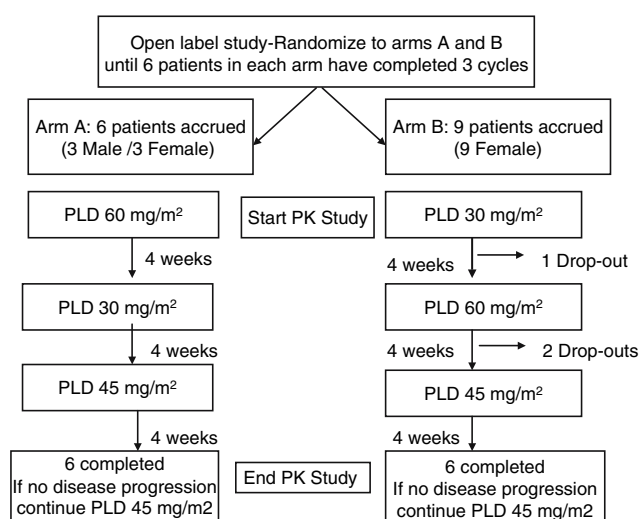 Open label study-Randomize to arms A and B
until 6 patients in each arm have completed 3 cycles
Arm A: 6 patients accrued
(3 Male /3 Female)
Arm B: 9 patients accrued
(9 Female)
PLD 60 mg/m²
Start PK Study
PLD 30 mg/m²
4 weeks
4 weeks
1 Drop-out
PLD 30 mg/m²
PLD 60 mg/m²
4 weeks
4 weeks
2 Drop-outs
PLD 45 mg/m²
PLD 45 mg/m²
4 weeks
4 weeks
6 completed
If no disease progression
continue PLD 45 mg/m2
End PK Study
6 completed
If no disease progression
continue PLD 45 mg/m2